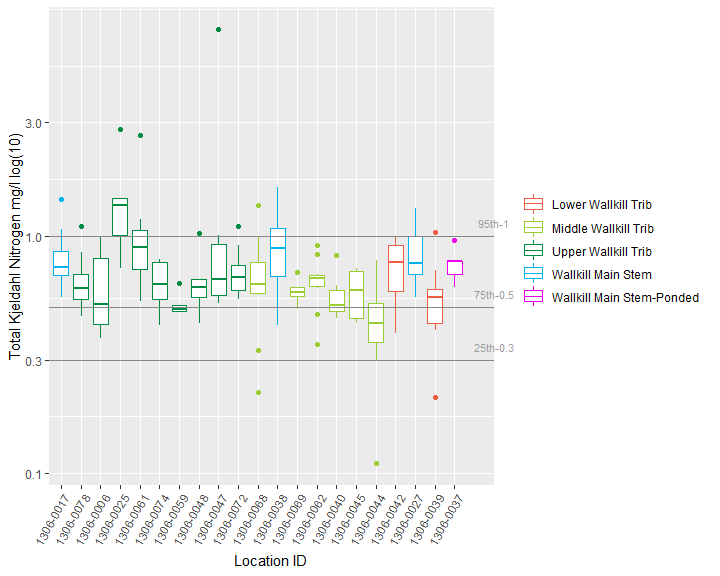 Total Kjeldahl Nitrogen mg/l log(10)
3.0
1.0
0.3
0.1
95th-1
75th-0.5
25th-0.3
1306-0017
1306-0078
1306-0006
1306-0025
1306-0061
1306-0074
1306-0059
1306-0048
1306-0047
1306-0072
1306-0068
1306-0038
1306-0069
1306-0062
1306-0040
1306-0045
1306-0044
1306-0042
1306-0027
1306-0039
1306-0037
Location ID
Lower Wallkill Trib
Middle Wallkill Trib
Upper Wallkill Trib
Wallkill Main Stem
Wallkill Main Stem-Ponded